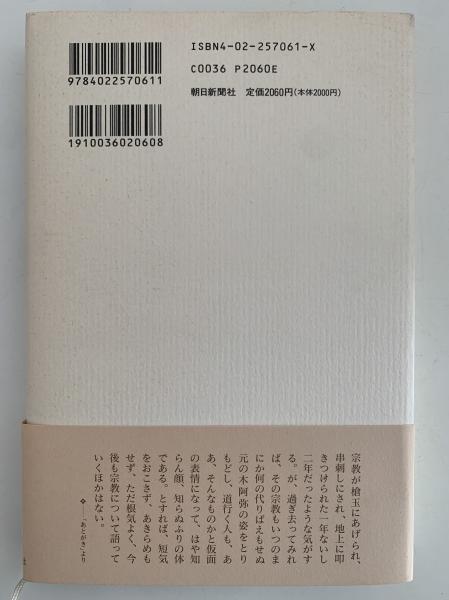 ISBN4-02-257061-X
C0036 P2060E
朝日新聞社 定価2060円(本体2000円)
9784022570611
1910036020608
宗教が槍玉にあげられ、
串刺しにされ、地上に叩
きつけられた一年ないし
二年だったような気がす
る。が、過ぎ去ってみれ
ば、その宗教もいつのま
にか何の代りばえもせぬ
元の木阿弥の姿をとり
もどし、道行く人も、あ
あ、そんなものかと仮面
の表情になって、はや知
らん顔、知らぬふりの体
である。とすれば、短気
をおこさず、あきらめも
せず、ただ根気よく、今
後も宗教について語って
いくほかはない。
❖——「あとがき」より
社